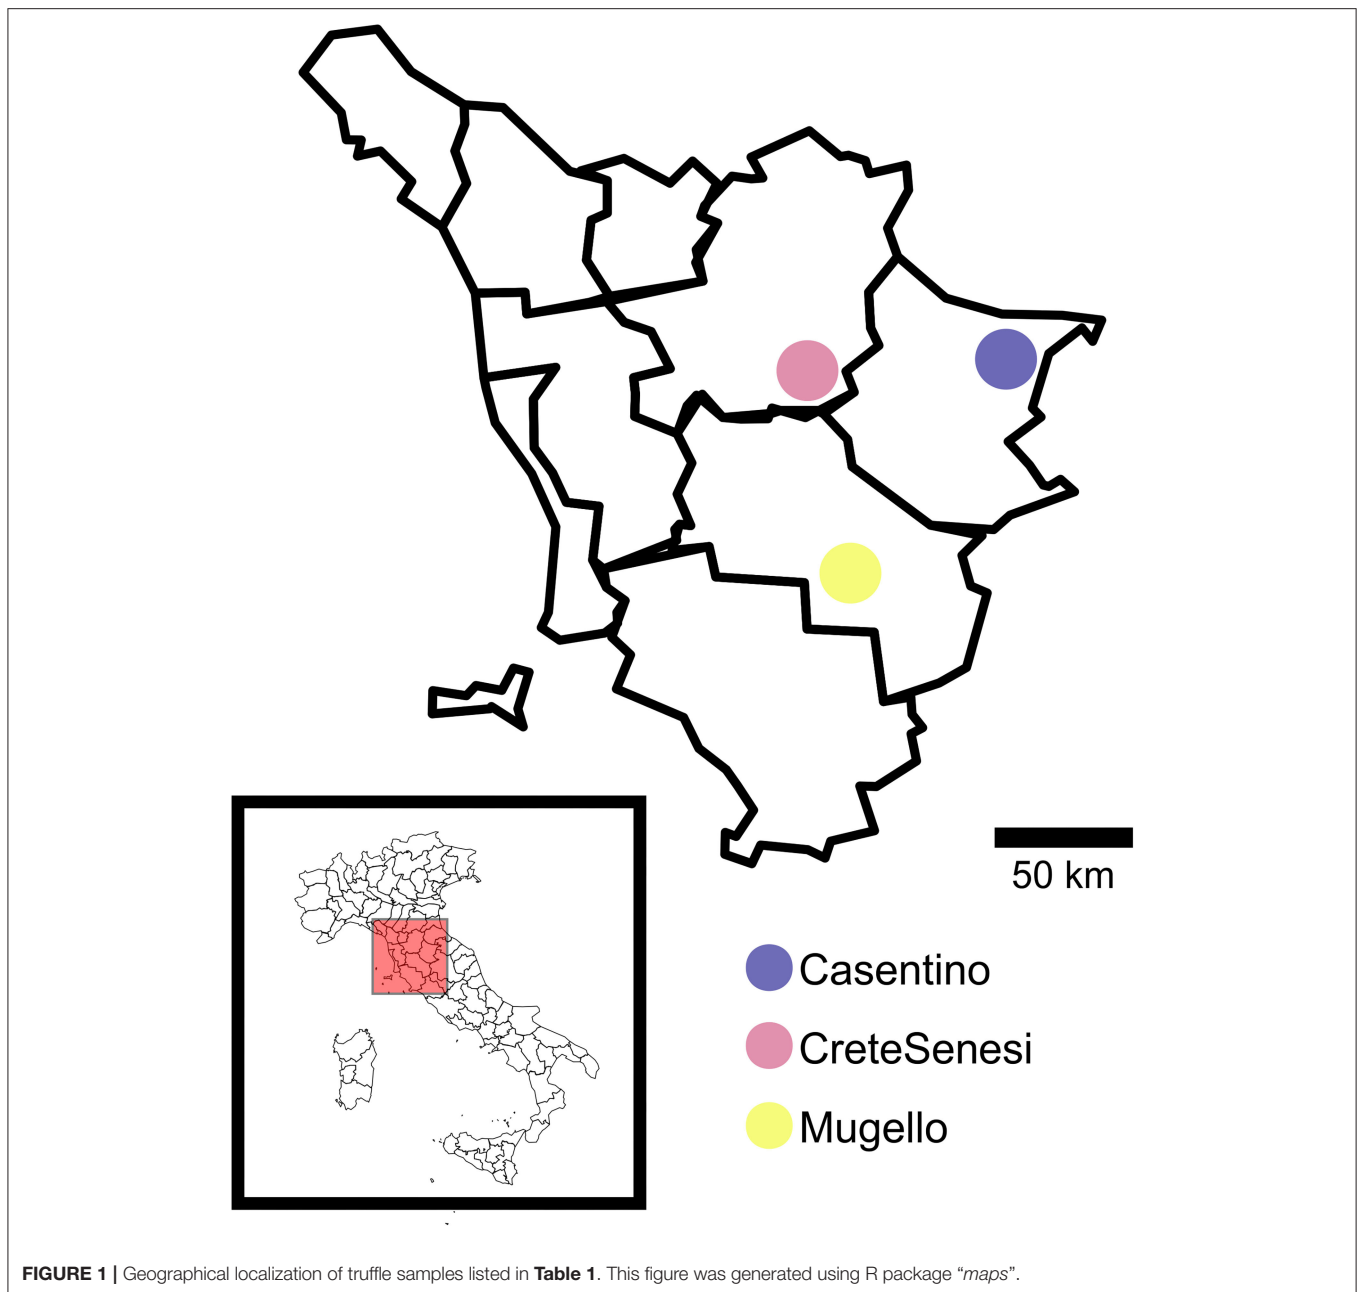 50 km
Casentino
CreteSenesi
Mugello
FIGURE 1 | Geographical localization of truffle samples listed in Table 1. This figure was generated using R package “maps”.